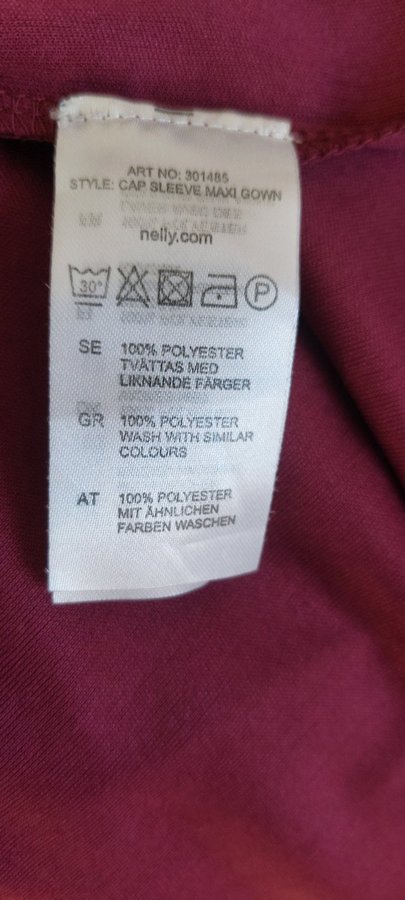 ART NO: 301485
STYLE: CAP SLEEVE MAXI GOWN
nelly.com
30°
P
SE 100% POLYESTER
TVÄTTAS MED
LIKNANDE FÄRGER
GR 100% POLYESTER
WASH WITH SIMILAR
COLOURS
AT 100% POLYESTER
MIT ÄHNLICHEN
FARBEN WASCHEN